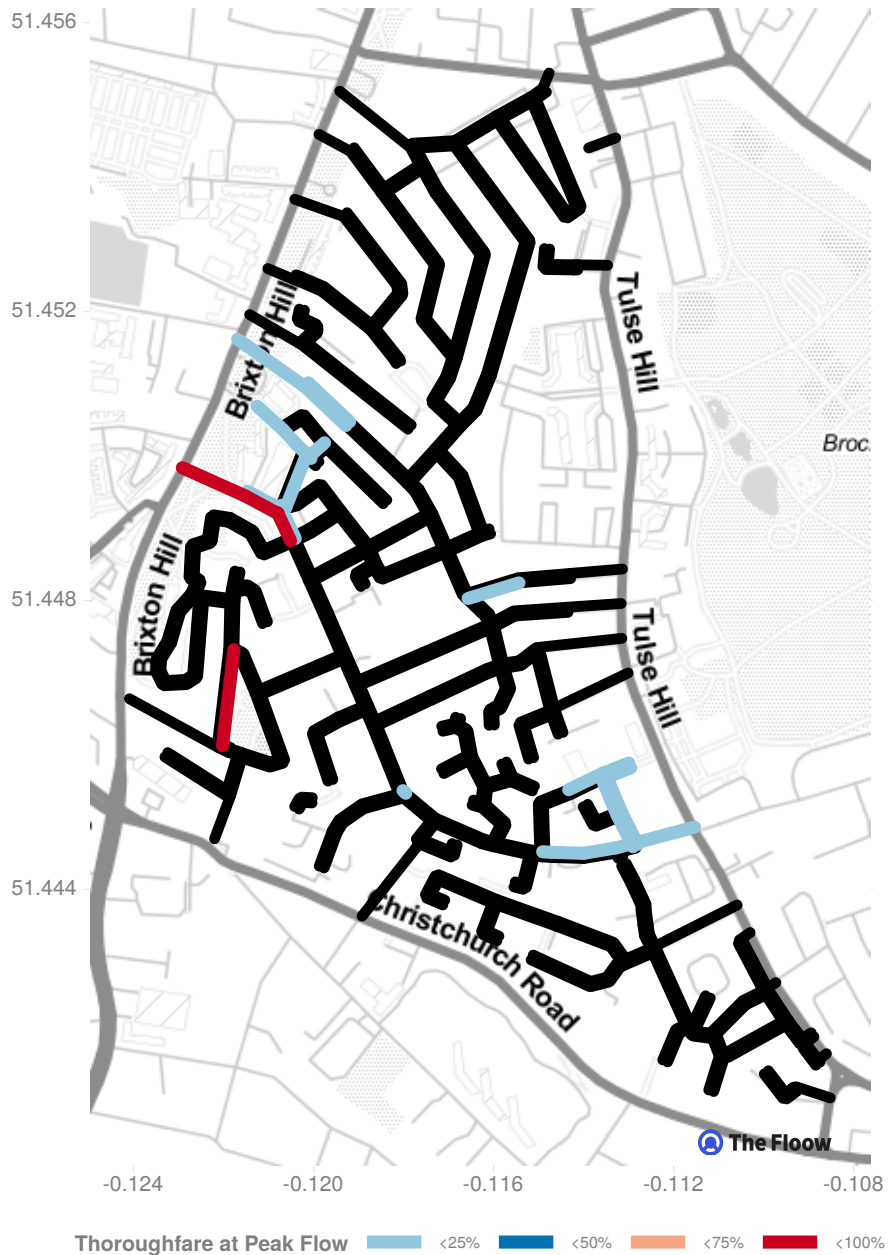 51.456
Tulse Hill
51.452
Brixton Hill
Broc.
51.448
Brixton Hill
Tulse Hill
51.444
Christchurch Road
The Floow
-0.124 -0.120 -0.116 -0.112 -0.108
Thoroughfare at Peak Flow <25% <50% <75% <100%